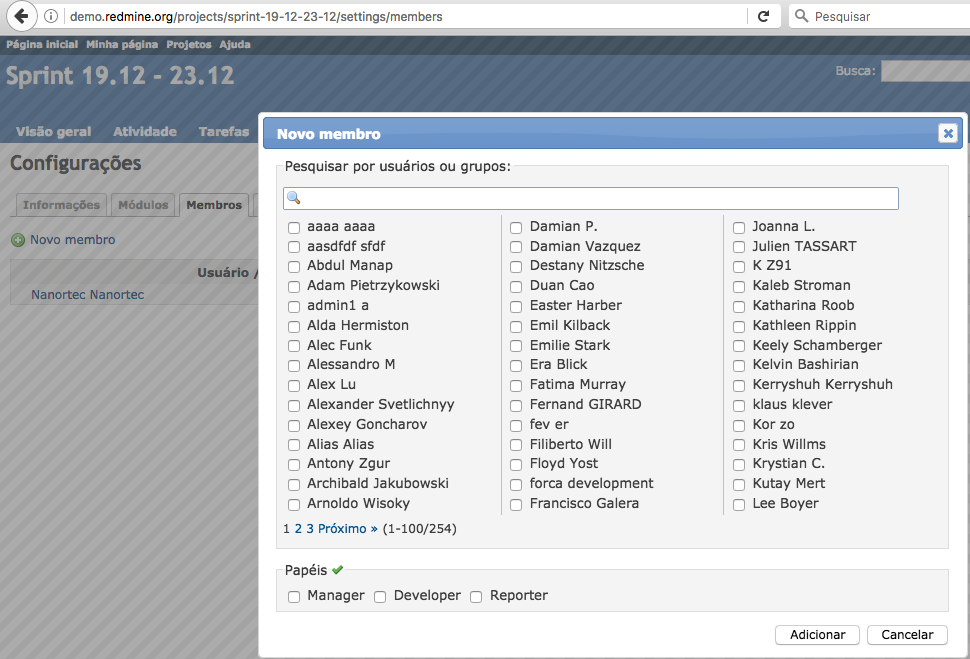 demo.redmine.org/projects/sprint-19-12-23-12/settings/members
Pesquisar
Página inicial Minha página Projetos Ajuda
Sprint 19.12 - 23.12
Busca:
Visão geral Atividade Tarefas
Configurações
Informações Módulos Membros
Novo membro
Usuário /
Nanortec Nanortec
Novo membro
Pesquisar por usuários ou grupos:
aaaa aaaa
aasdfdf sfdf
Abdul Manap
Adam Pietrzykowski
admin1 a
Alda Hermiston
Alec Funk
Alessandro M
Alex Lu
Alexander Svetlichnyy
Alexey Goncharov
Alias Alias
Antony Zgur
Archibald Jakubowski
Arnoldo Wisoky
Damian P.
Damian Vazquez
Destany Nitzsche
Duan Cao
Easter Harber
Emil Kilback
Emilie Stark
Era Blick
Fatima Murray
Fernand GIRARD
fev er
Filiberto Will
Floyd Yost
forca development
Francisco Galera
Joanna L.
Julien TASSART
K Z91
Kaleb Stroman
Katharina Roob
Kathleen Rippin
Keely Schamberger
Kelvin Bashirian
Kerryshuh Kerryshuh
klaus klever
Kor zo
Kris Willms
Krystian C.
Kutay Mert
Lee Boyer
1 2 3 Próximo » (1-100/254)
Papéis
Manager Developer Reporter
Adicionar Cancelar